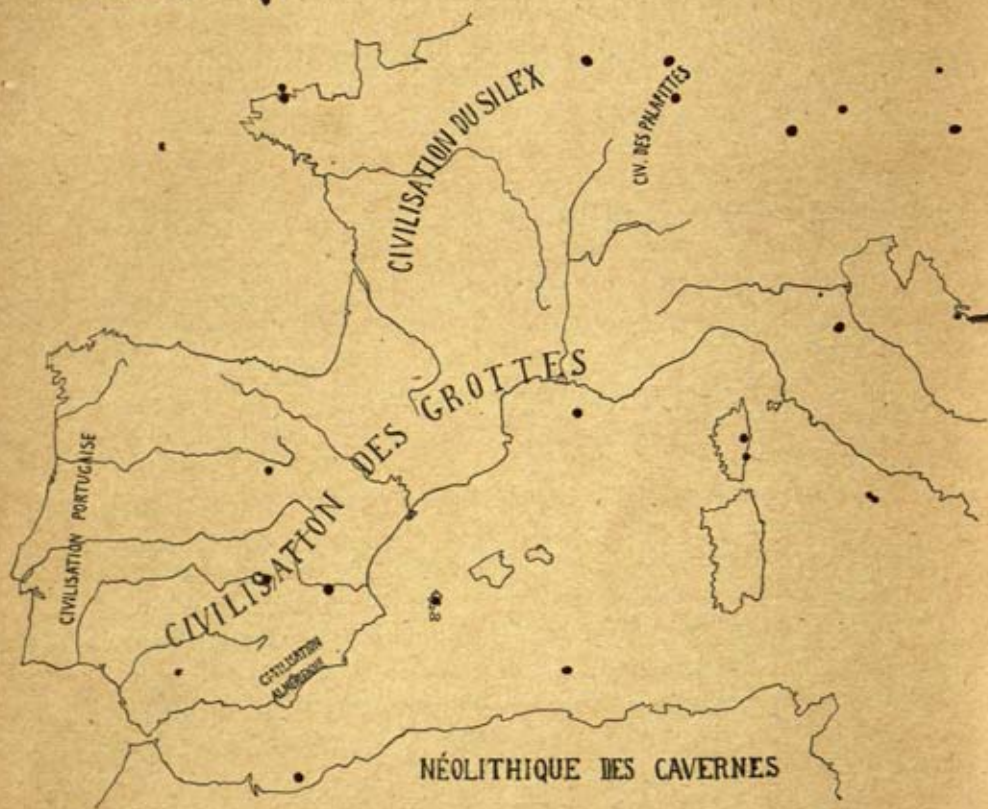 CIVILISATION DU SILEX
CIV. DES PALAFITTES
CIVILISATION DES GROTTES
CIVILISATION PORTUGAISE
CIVILISATION
ALMÉRIENNE
NÉOLITHIQUE DES CAVERNES